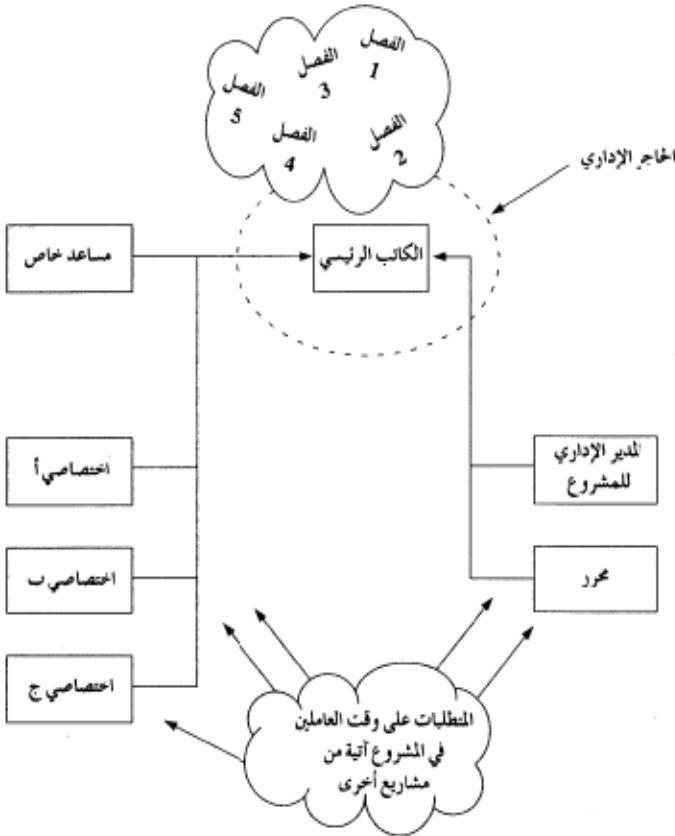 الفصل
1
الفصل
3
الفصل
5
الفصل
2
الفصل
4
الحاجز الإداري
مساعد خاص
الكاتب الرئيسي
اختصاصي أ
المدير الإداري
للمشروع
اختصاصي ب
محرر
اختصاصي ج
المتطلبات على وقت العاملين
في المشروع آتية من
مشاريع أخرى